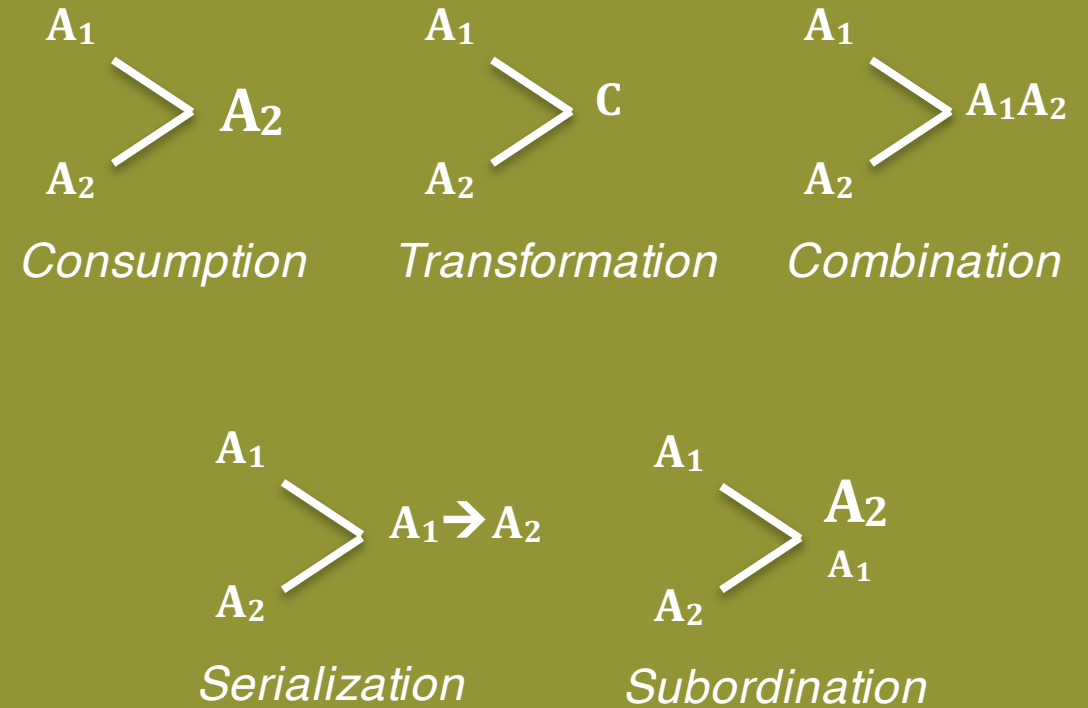 A₁ A₁ A₁
A₂ C A₁A₂
A₂ A₂ A₂
Consumption Transformation Combination
A₁ A₁
A₁➔A₂ A₂
A₁
A₂ A₂
Serialization Subordination